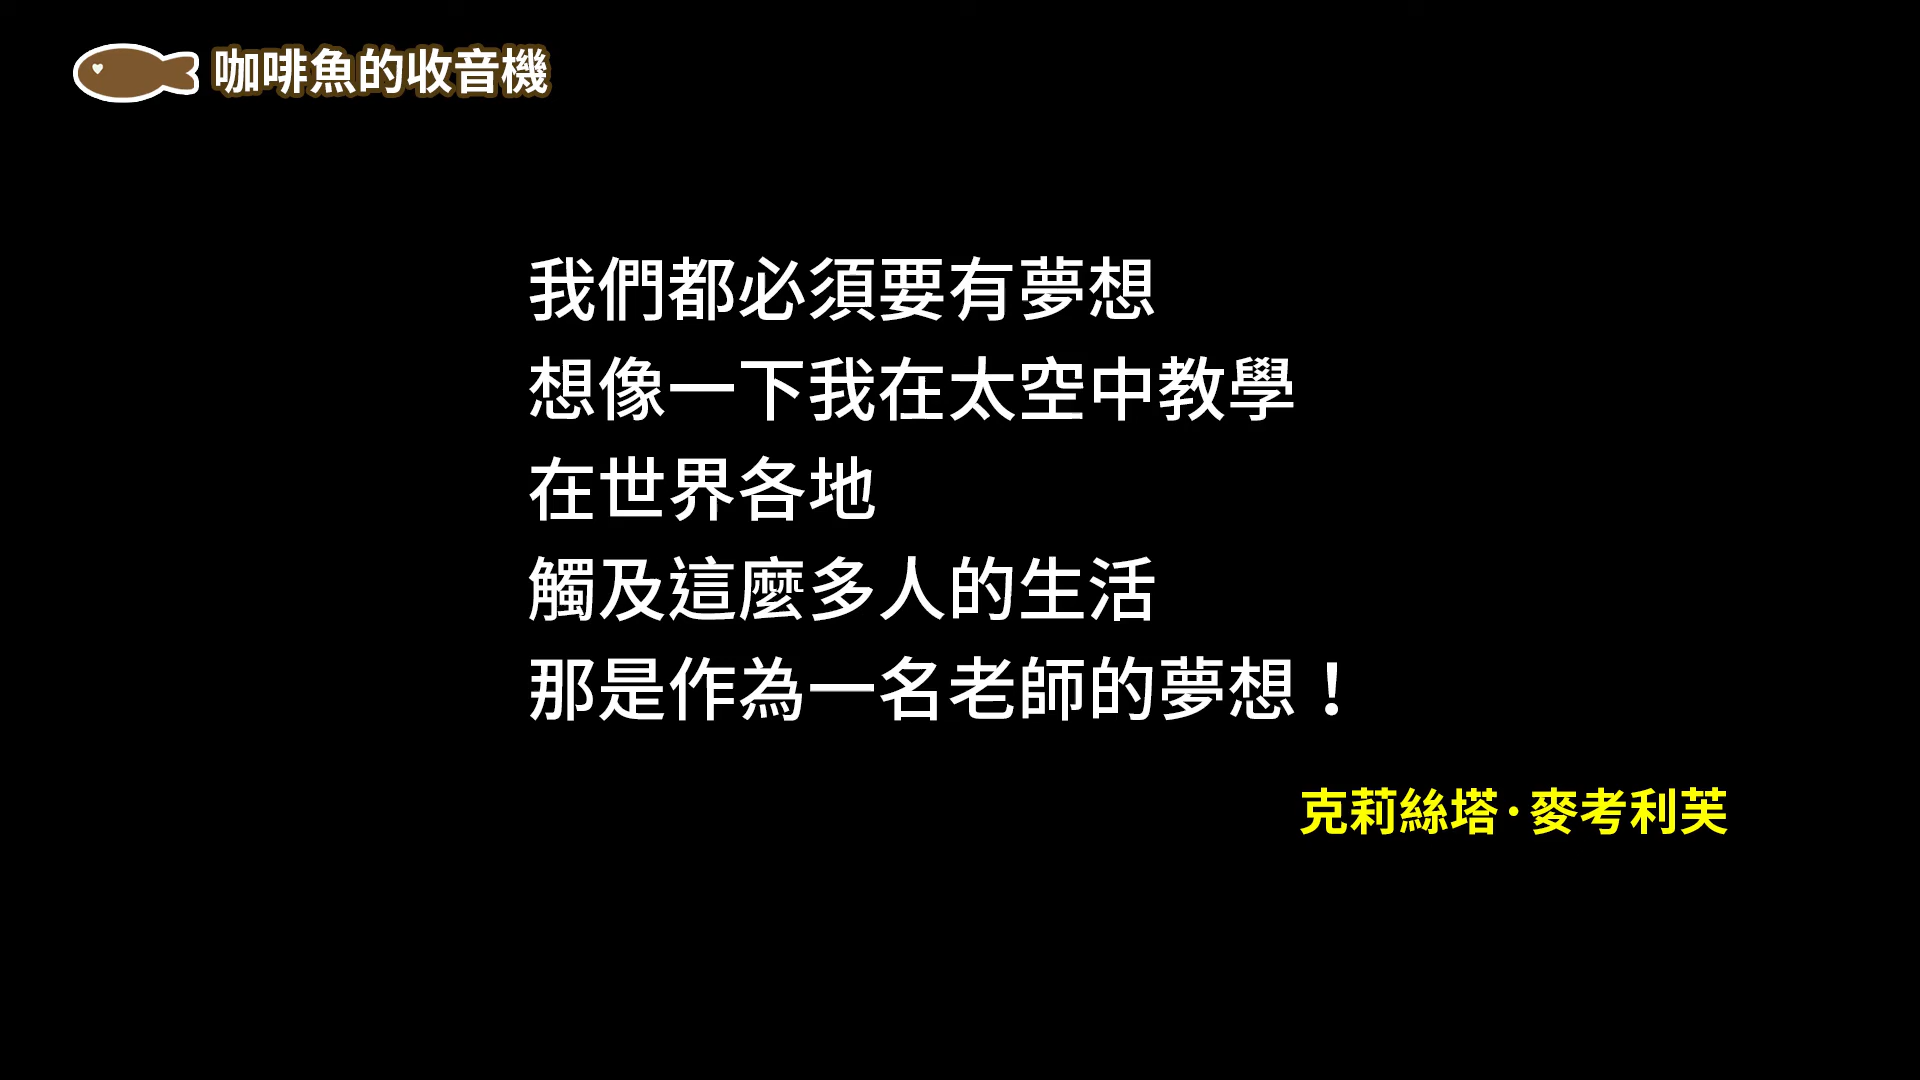 咖啡魚的收音機
我們都必須要有夢想
想像一下我在太空中教學
在世界各地
觸及這麼多人的生活
那是作為一名老師的夢想！
克莉絲塔·麥考利芙